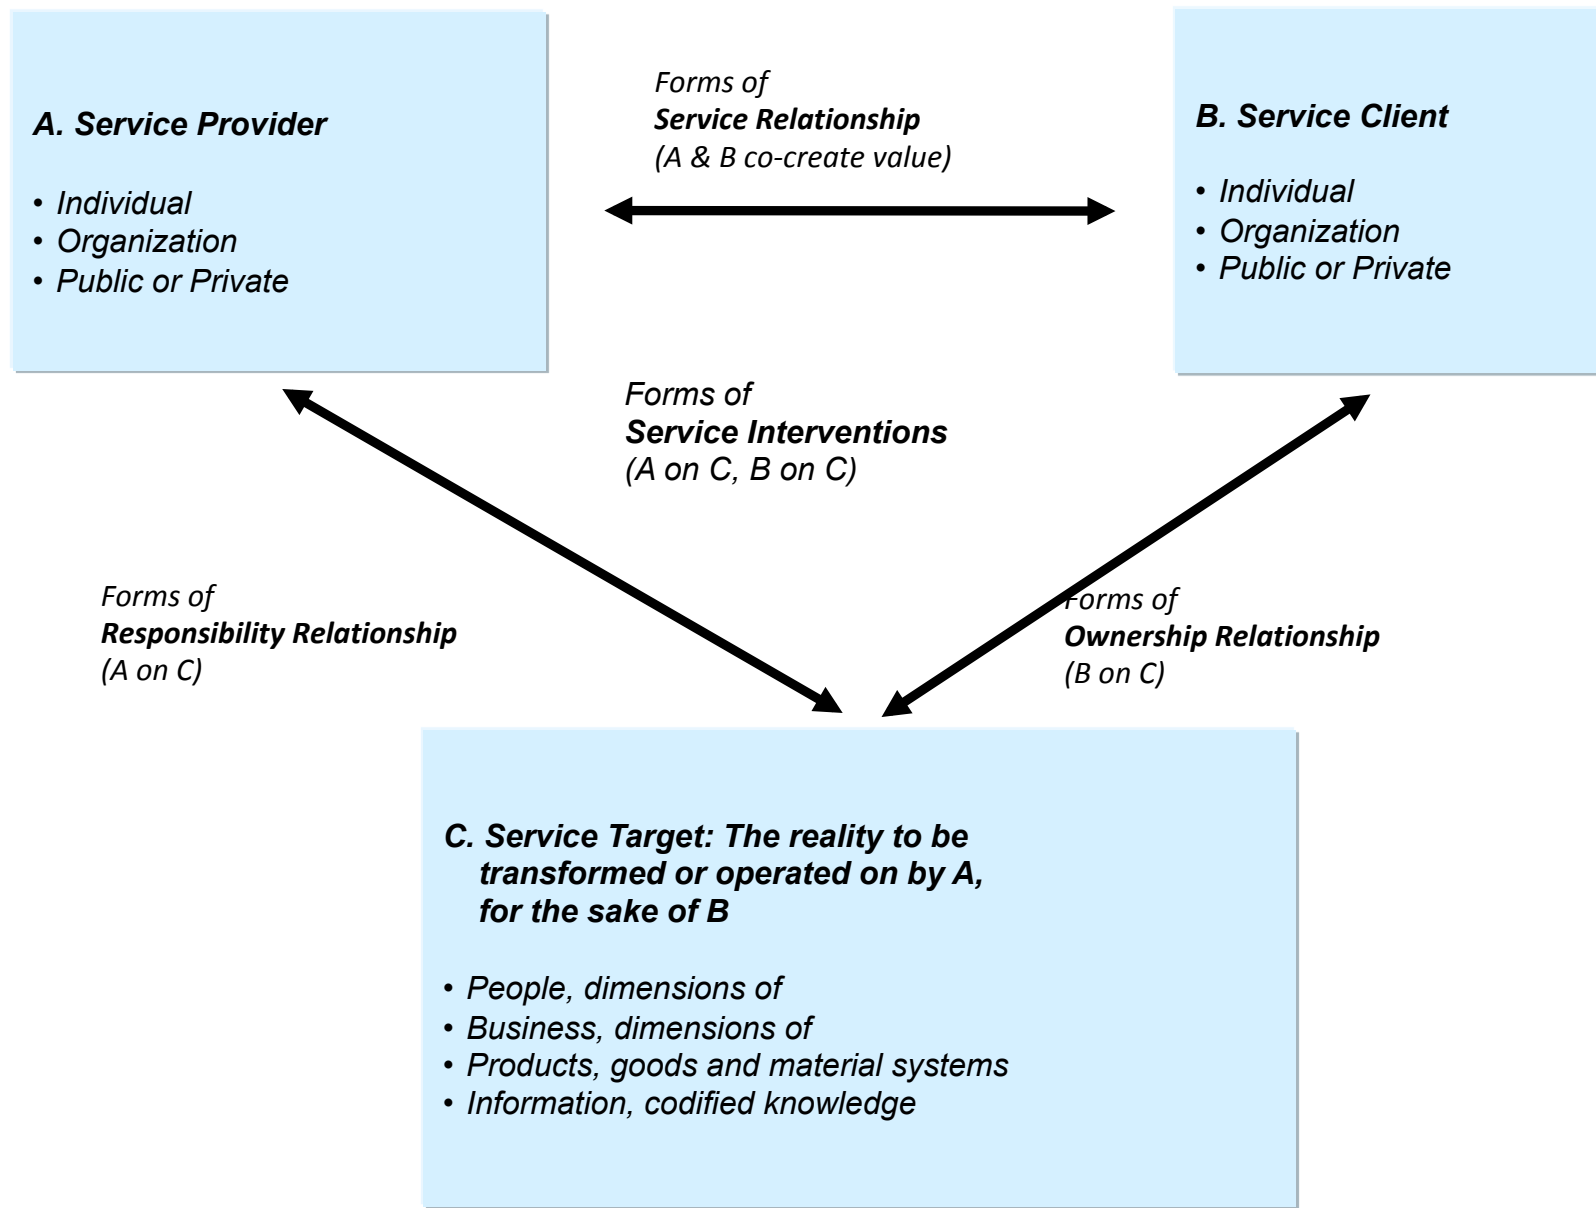 A. Service Provider
• Individual
• Organization
• Public or Private
Forms of
Service Relationship
(A & B co-create value)
B. Service Client
• Individual
• Organization
• Public or Private
Forms of
Service Interventions
(A on C, B on C)
Forms of
Responsibility Relationship
(A on C)
Forms of
Ownership Relationship
(B on C)
C. Service Target: The reality to be
transformed or operated on by A,
for the sake of B
• People, dimensions of
• Business, dimensions of
• Products, goods and material systems
• Information, codified knowledge